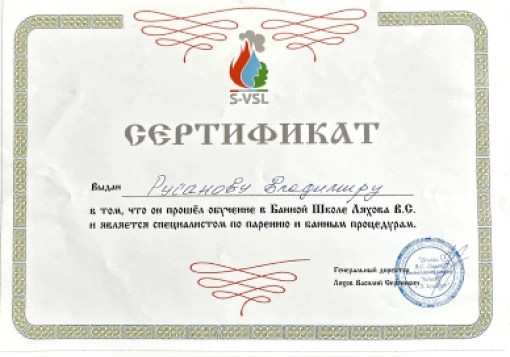 S-VSL
СЕРТИФИКАТ
Выдан Русанову Владимиру
в том, что он прошёл обучение в Банной Школе Ляхова В.С.
и является специалистом по парению и банным процедурам.
Генеральный директор
Ляхов Василий Сергеевич